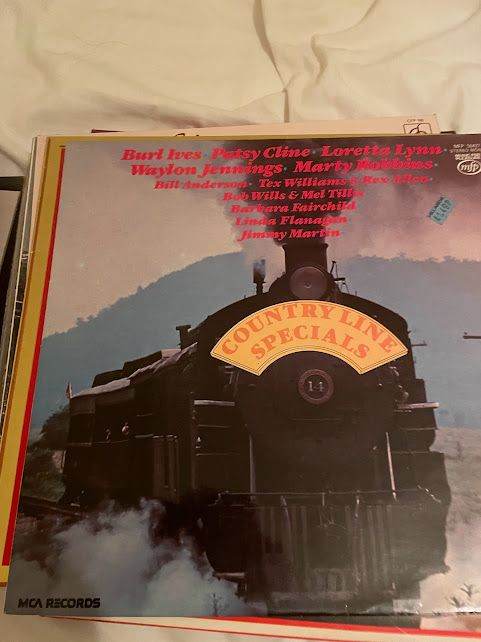 Burl Ives · Patsy Cline · Loretta Lynn ·
Waylon Jennings · Marty Robbins ·
Bill Anderson · Tex Williams & Rex Allen ·
Bob Wills & Mel Tillis
Barbara Fairchild
Linda Flanagan
Jimmy Martin
mfp
COUNTRY LINE
SPECIALS
14
MCA RECORDS